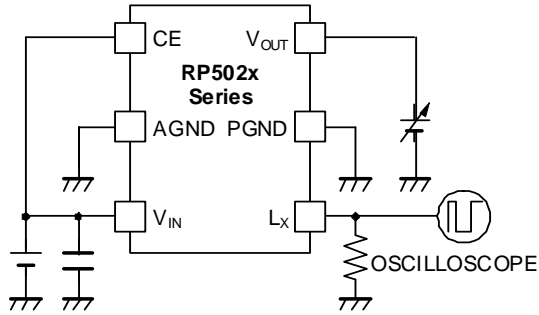 CE
VOUT
RP502x
Series
AGND
PGND
VIN
LX
OSCILLOSCOPE